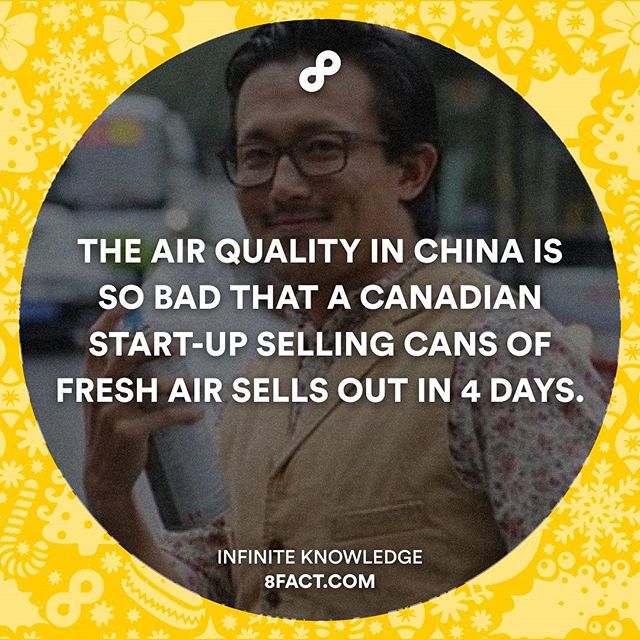 THE AIR QUALITY IN CHINA IS
SO BAD THAT A CANADIAN
START-UP SELLING CANS OF
FRESH AIR SELLS OUT IN 4 DAYS.
INFINITE KNOWLEDGE
8FACT.COM